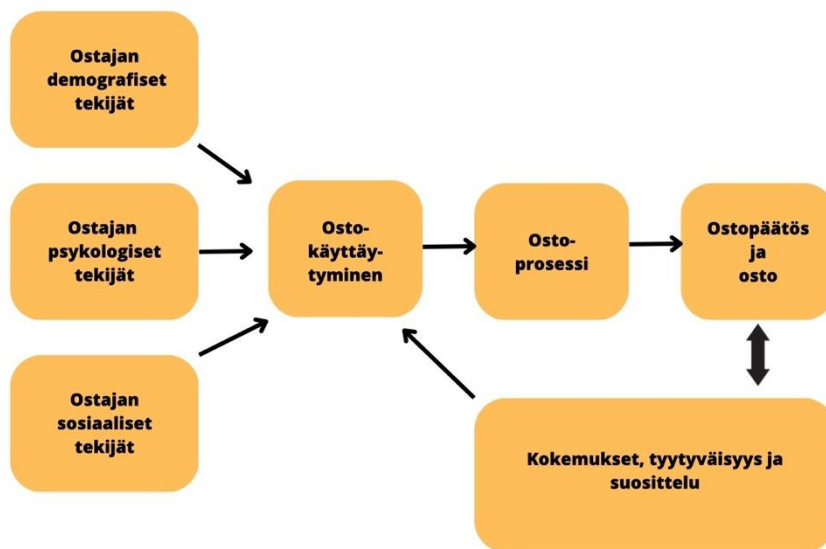 Ostajan
demografiset
tekijät
Ostajan
psykologiset
tekijät
Ostajan
sosiaaliset
tekijät
Osto-
käyttäy-
tyminen
Osto-
prosessi
Ostopäätös
ja
osto
Kokemukset, tyytyväisyys ja
suosittelu